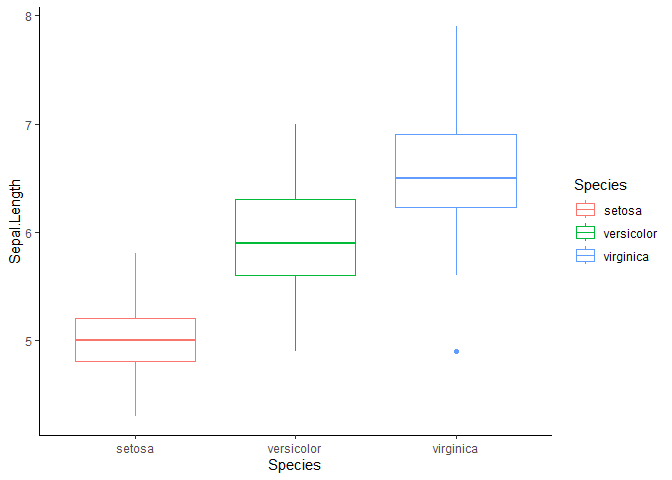 Sepal.Length
8
7
6
5
setosa
versicolor
virginica
Species
Species
setosa
versicolor
virginica